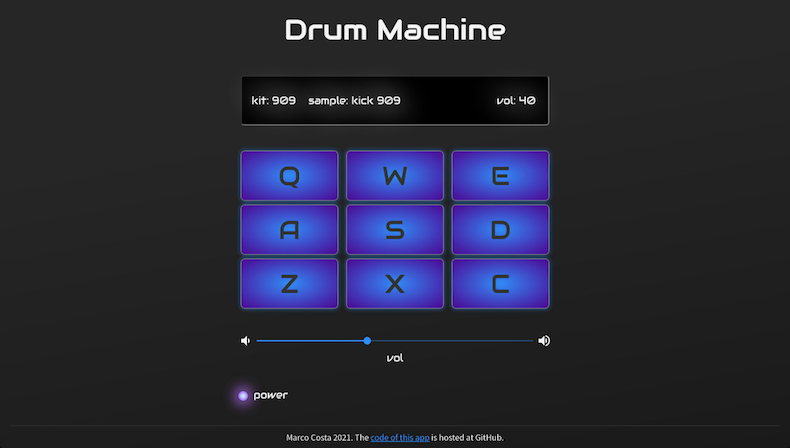 Drum Machine
kit: 909 sample: kick 909 vol: 40
Q W E
A S D
Z X C
vol
power
Marco Costa 2021. The code of this app is hosted at GitHub.